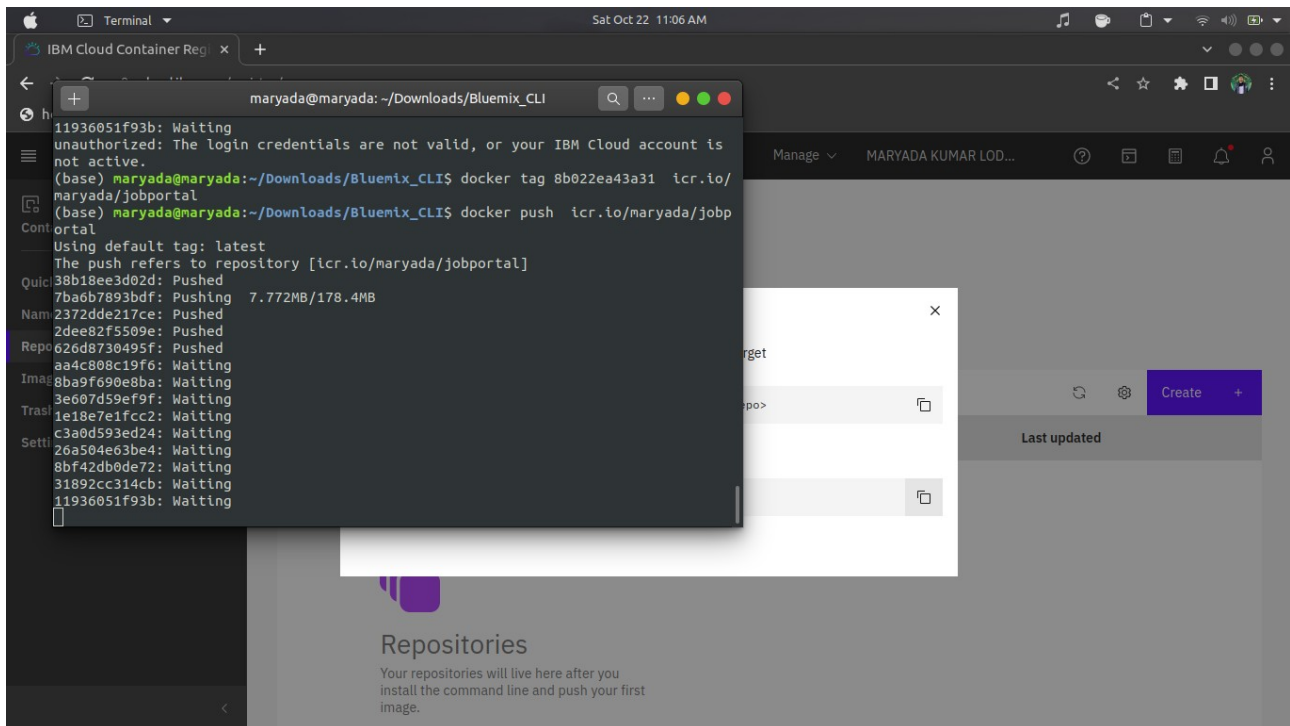 Terminal
Sat Oct 22 11:06 AM
IBM Cloud Container Reg
maryada@maryada: ~/Downloads/Bluemix_CLI
11936051f93b: Waiting
unauthorized: The login credentials are not valid, or your IBM Cloud account is
not active.
(base) maryada@maryada:~/Downloads/Bluemix_CLI$ docker tag 8b022ea43a31  icr.io/
maryada/jobportal
(base) maryada@maryada:~/Downloads/Bluemix_CLI$ docker push  icr.io/maryada/jobp
ortal
Using default tag: latest
The push refers to repository [icr.io/maryada/jobportal]
38b18ee3d02d: Pushed
7ba6b7893bdf: Pushing  7.772MB/178.4MB
2372dde217ce: Pushed
2dee82f5509e: Pushed
626d8730495f: Pushed
aa4c808c19f6: Waiting
8ba9f690e8ba: Waiting
3e607d59ef9f: Waiting
1e18e7e1fcc2: Waiting
c3a0d593ed24: Waiting
26a504e63be4: Waiting
8bf42db0de72: Waiting
31892cc314cb: Waiting
11936051f93b: Waiting
Manage
MARYADA KUMAR LOD...
Cont
Quic
Nam
Repo
Imag
Trash
Setti
rget
epo>
Create +
Last updated
Repositories
Your repositories will live here after you
install the command line and push your first
image.